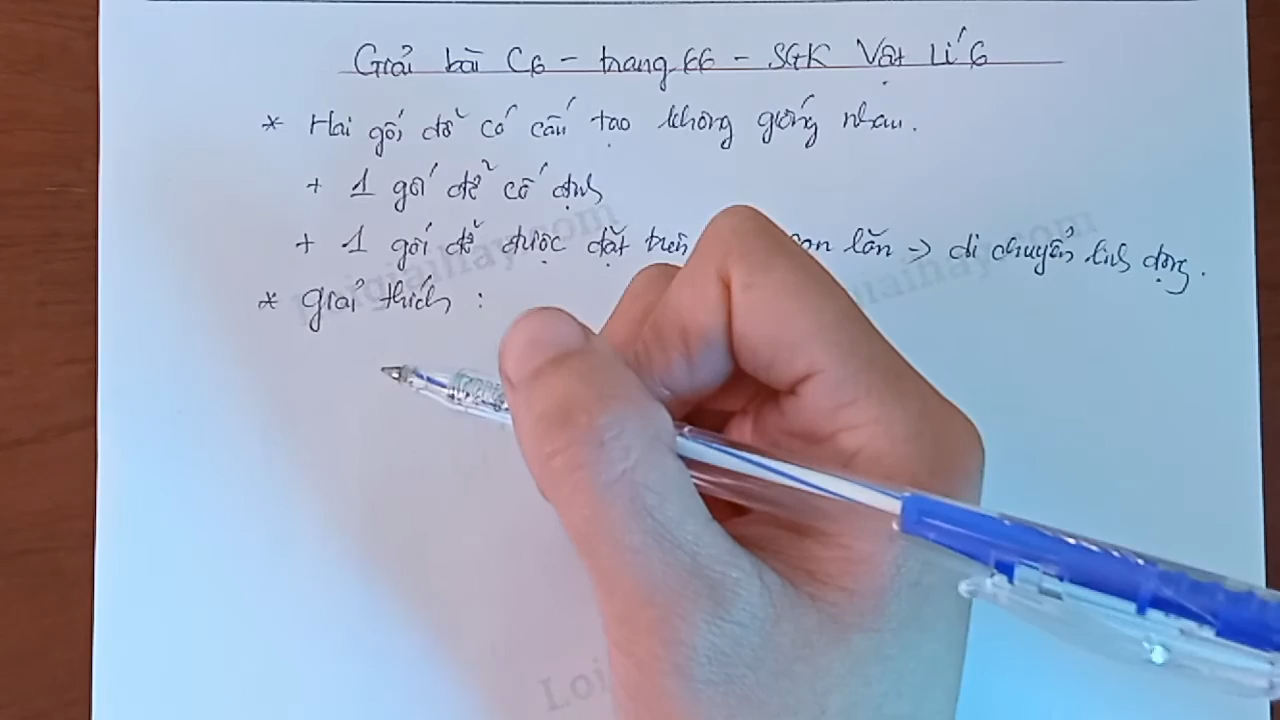 Giải bài C6 - trang 66 - SGK Vật Lí 6
* Hai gối đỡ có cấu tạo không giống nhau.
+ 1 gối đỡ cố định
+ 1 gối đỡ được đặt trên con lăn -> di chuyển linh động.
* Giải thích :